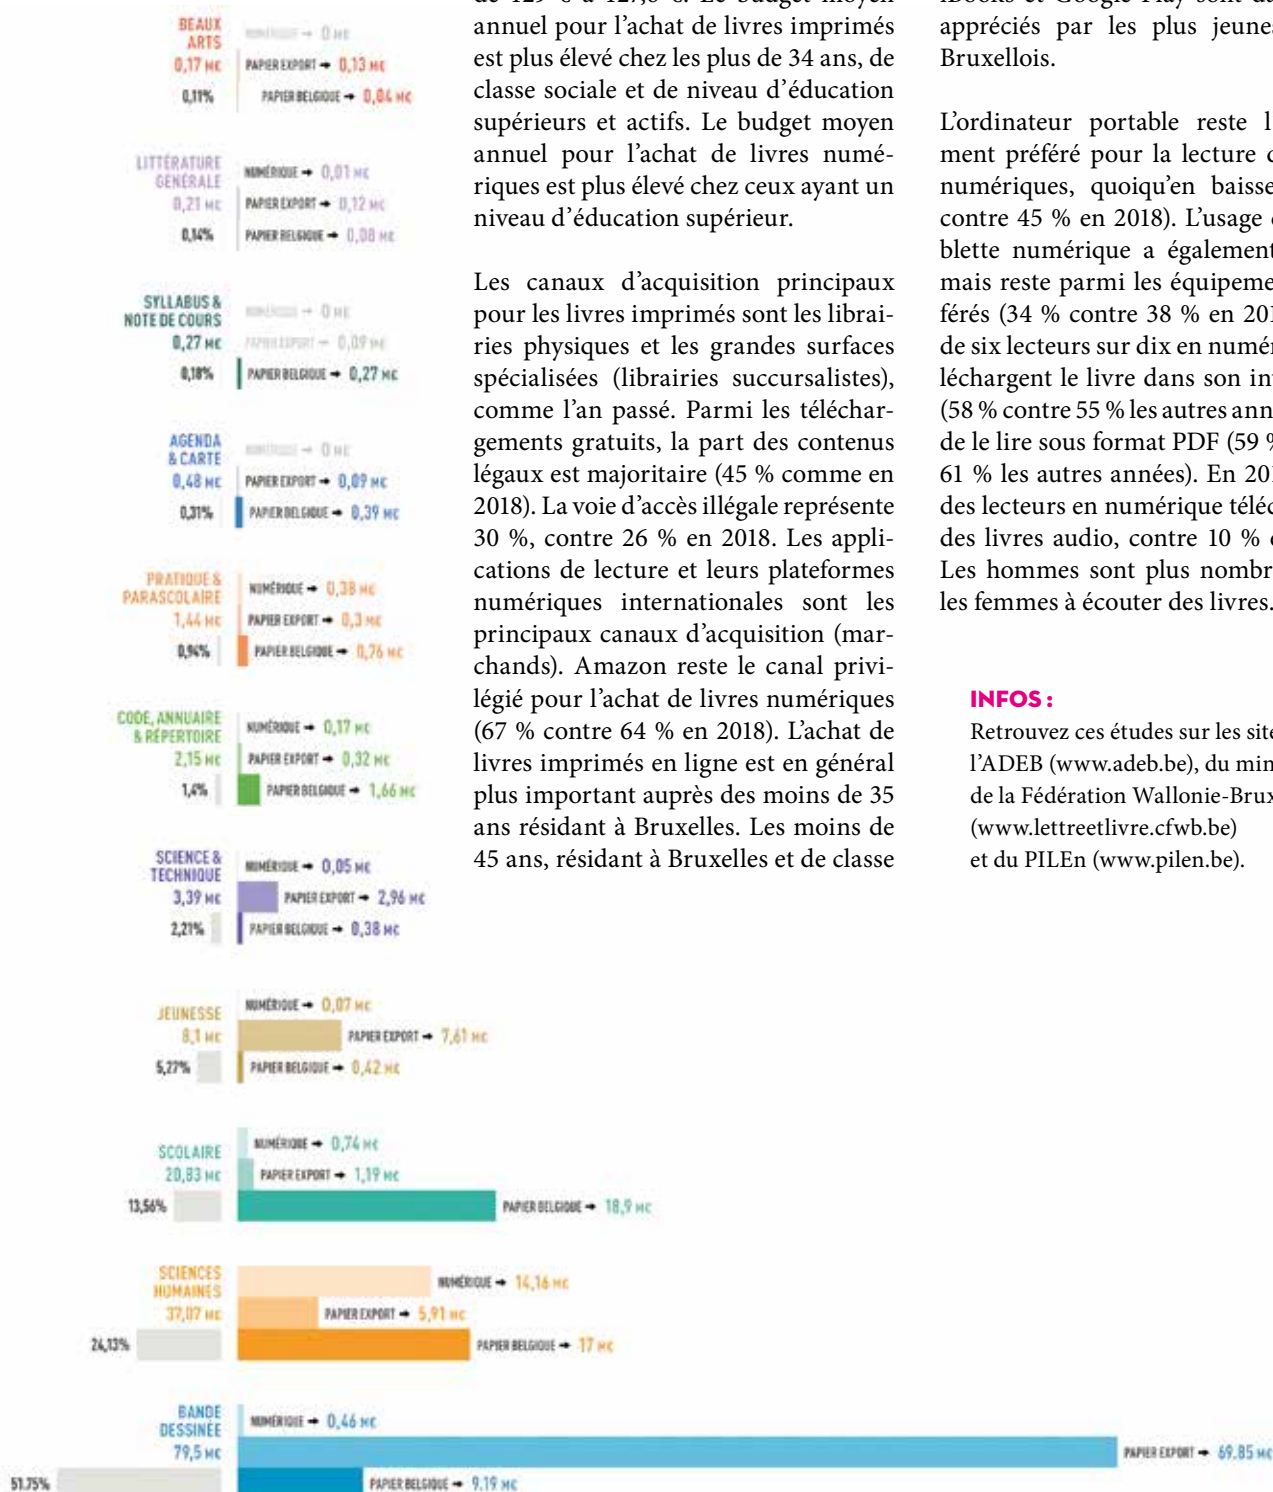 BEAUX
ARTS
0,17 M€
0,11%
NUMÉRIQUE → 0 M€
PAPIER EXPORT → 0,13 M€
PAPIER BELGIQUE → 0,04 M€
LITTÉRATURE
GÉNÉRALE
0,21 M€
0,14%
NUMÉRIQUE → 0,01 M€
PAPIER EXPORT → 0,12 M€
PAPIER BELGIQUE → 0,08 M€
SYLLABUS &
NOTE DE COURS
0,27 M€
0,18%
NUMÉRIQUE → 0 M€
PAPIER EXPORT → 0,09 M€
PAPIER BELGIQUE → 0,27 M€
AGENDA
& CARTE
0,48 M€
0,31%
NUMÉRIQUE → 0 M€
PAPIER EXPORT → 0,09 M€
PAPIER BELGIQUE → 0,39 M€
PRATIQUE &
PARASCOLAIRE
1,44 M€
0,94%
NUMÉRIQUE → 0,38 M€
PAPIER EXPORT → 0,3 M€
PAPIER BELGIQUE → 0,76 M€
CODE, ANNUAIRE
& RÉPERTOIRE
2,15 M€
1,4%
NUMÉRIQUE → 0,17 M€
PAPIER EXPORT → 0,32 M€
PAPIER BELGIQUE → 1,66 M€
SCIENCE &
TECHNIQUE
3,39 M€
2,21%
NUMÉRIQUE → 0,05 M€
PAPIER EXPORT → 2,96 M€
PAPIER BELGIQUE → 0,38 M€
JEUNESSE
8,1 M€
5,27%
NUMÉRIQUE → 0,07 M€
PAPIER EXPORT → 7,61 M€
PAPIER BELGIQUE → 0,42 M€
SCOLAIRE
20,83 M€
13,56%
NUMÉRIQUE → 0,74 M€
PAPIER EXPORT → 1,19 M€
PAPIER BELGIQUE → 18,9 M€
SCIENCES
HUMAINES
37,07 M€
24,13%
NUMÉRIQUE → 14,16 M€
PAPIER EXPORT → 5,91 M€
PAPIER BELGIQUE → 17 M€
BANDE
DESSINÉE
79,5 M€
51.75%
NUMÉRIQUE → 0,46 M€
PAPIER EXPORT → 69.85 M€
PAPIER BELGIQUE → 9.19 M€
de 129 € à 127,6 €. Le budget moyen
annuel pour l'achat de livres imprimés
est plus élevé chez les plus de 34 ans, de
classe sociale et de niveau d'éducation
supérieurs et actifs. Le budget moyen
annuel pour l'achat de livres numé-
riques est plus élevé chez ceux ayant un
niveau d'éducation supérieur.
Les canaux d'acquisition principaux
pour les livres imprimés sont les librai-
ries physiques et les grandes surfaces
spécialisées (librairies succursalistes),
comme l'an passé. Parmi les téléchar-
gements gratuits, la part des contenus
légaux est majoritaire (45 % comme en
2018). La voie d'accès illégale représente
30 %, contre 26 % en 2018. Les appli-
cations de lecture et leurs plateformes
numériques internationales sont les
principaux canaux d'acquisition (mar-
chands). Amazon reste le canal privi-
légié pour l'achat de livres numériques
(67 % contre 64 % en 2018). L'achat de
livres imprimés en ligne est en général
plus important auprès des moins de 35
ans résidant à Bruxelles. Les moins de
45 ans, résidant à Bruxelles et de classe
iBooks et Google Play sont da
appréciés par les plus jeunes
Bruxellois.
L'ordinateur portable reste l'
ment préféré pour la lecture d
numériques, quoiqu'en baisse
contre 45 % en 2018). L'usage d
blette numérique a également
mais reste parmi les équipeme
férés (34 % contre 38 % en 201
de six lecteurs sur dix en numér
léchargent le livre dans son int
(58 % contre 55 % les autres ann
de le lire sous format PDF (59 %
61 % les autres années). En 201
des lecteurs en numérique téléc
des livres audio, contre 10 % e
Les hommes sont plus nombr
les femmes à écouter des livres.
INFOS :
Retrouvez ces études sur les site
l'ADEB (www.adeb.be), du min
de la Fédération Wallonie-Brux
(www.lettreetlivre.cfwb.be)
et du PILEn (www.pilen.be).